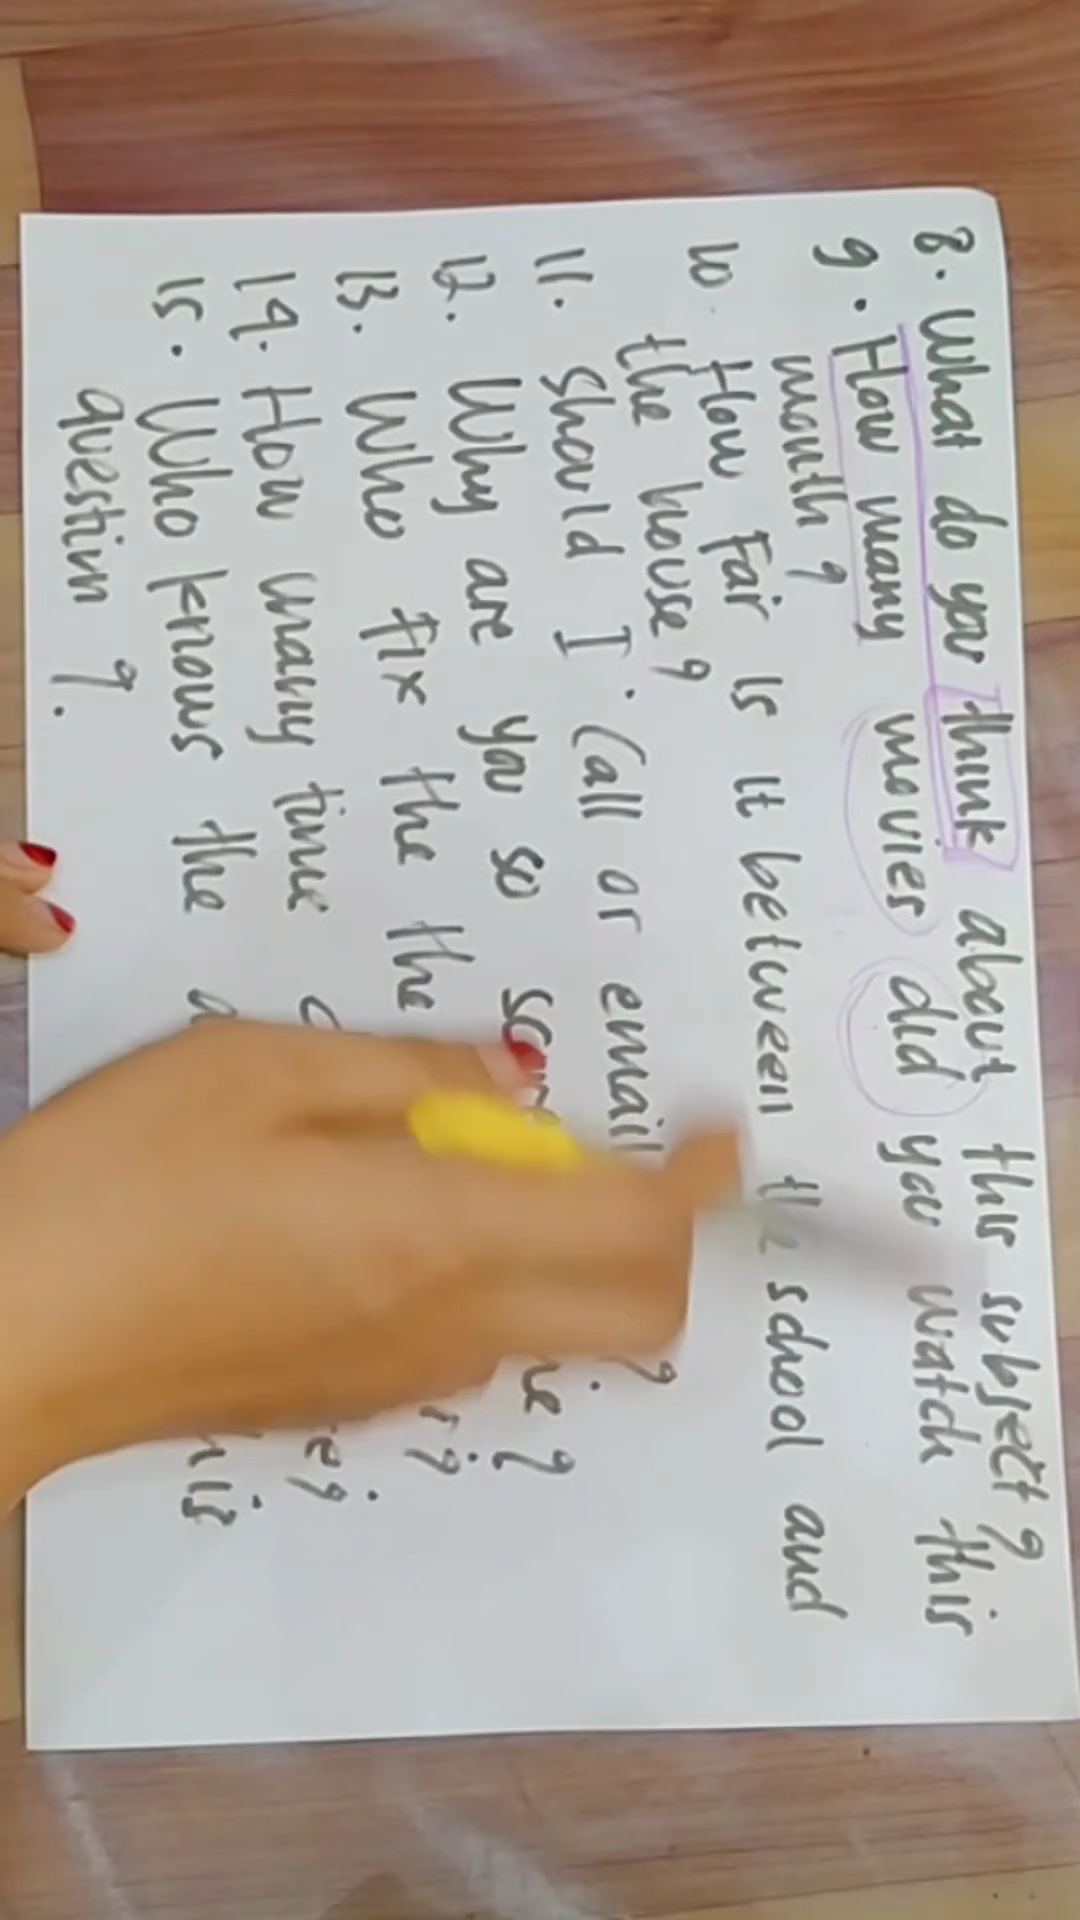 8. What do you think about this subject?
9. How many movies did you watch this
month?
10. How Fair is it between the school and
the house?
11. Should I. Call or email ?
12. Why are you so
13. Who fix the the
14. How many time
15. Who knows the
questiun ?.